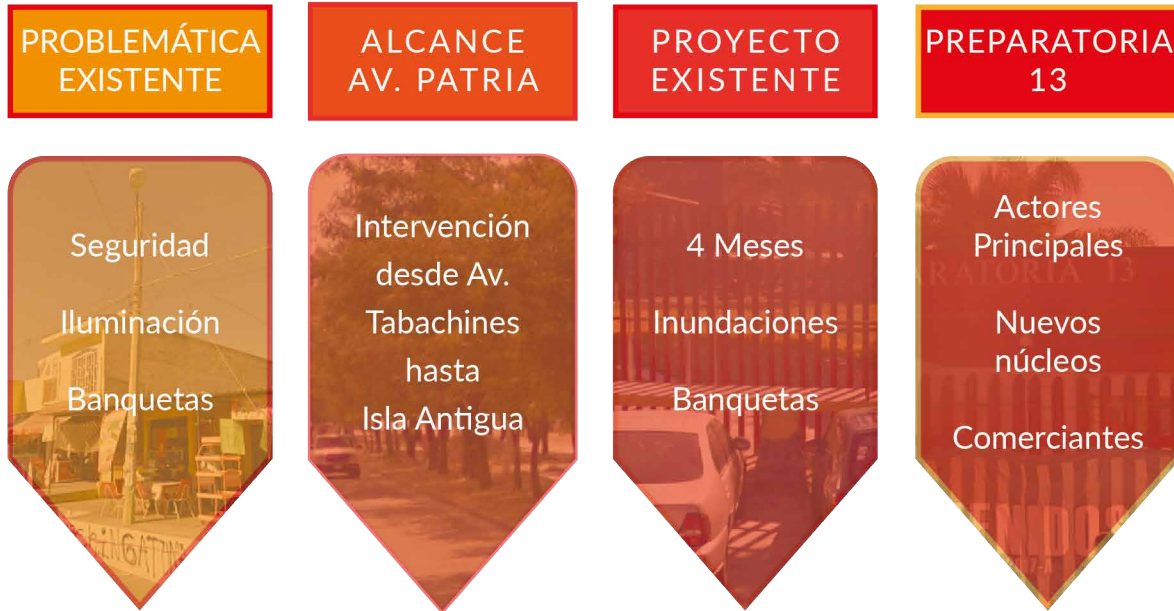 PROBLEMÁTICA
EXISTENTE
Seguridad
Iluminación
Banquetas
ALCANCE
AV. PATRIA
Intervención
desde Av.
Tabachines
hasta
Isla Antigua
PROYECTO
EXISTENTE
4 Meses
Inundaciones
Banquetas
PREPARATORIA
13
Actores
Principales
Nuevos
núcleos
Comerciantes